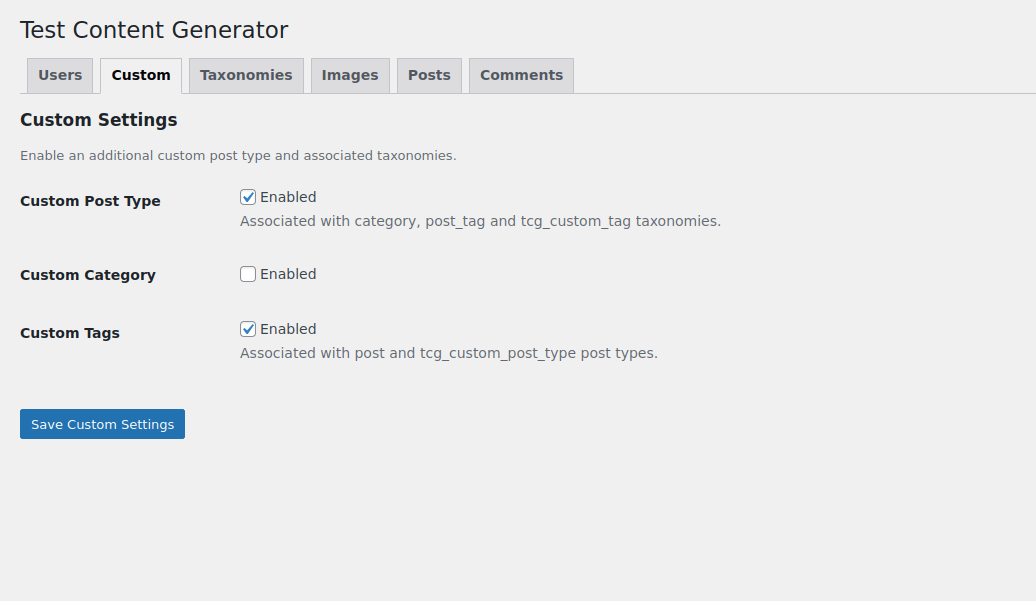 Test Content Generator
Users Custom Taxonomies Images Posts Comments
Custom Settings
Enable an additional custom post type and associated taxonomies.
Custom Post Type Enabled
Associated with category, post_tag and tcg_custom_tag taxonomies.
Custom Category Enabled
Custom Tags Enabled
Associated with post and tcg_custom_post_type post types.
Save Custom Settings